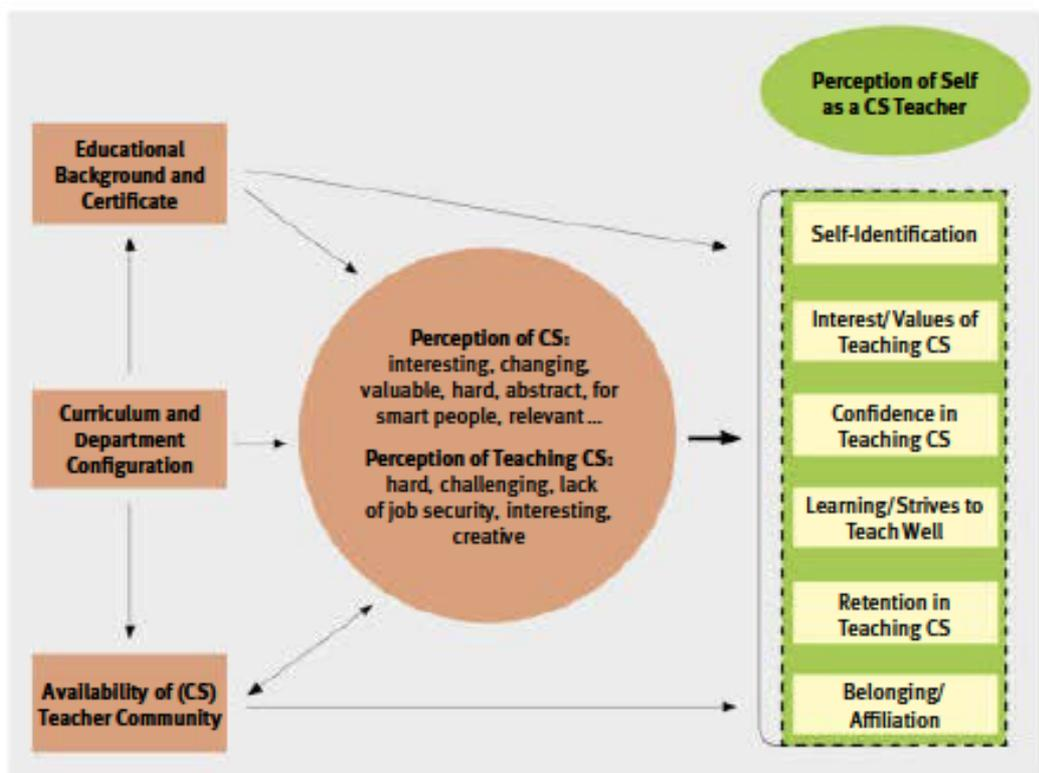 Perception of Self
as a CS Teacher
Educational
Background and
Certificate
Curriculum and
Department
Configuration
Availability of (CS)
Teacher Community
Perception of CS:
interesting, changing,
valuable, hard, abstract, for
smart people, relevant ...
Perception of Teaching CS:
hard, challenging, lack
of job security, interesting,
creative
Self-Identification
Interest/Values of
Teaching CS
Confidence in
Teaching CS
Learning/Strives to
Teach Well
Retention in
Teaching CS
Belonging/
Affiliation